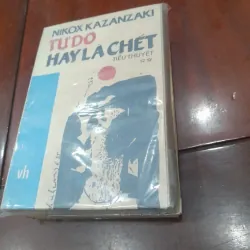 NIKOX KAZANZAKI
TỰ DO
HAY LÀ CHẾT
TIỂU THUYẾT
vh